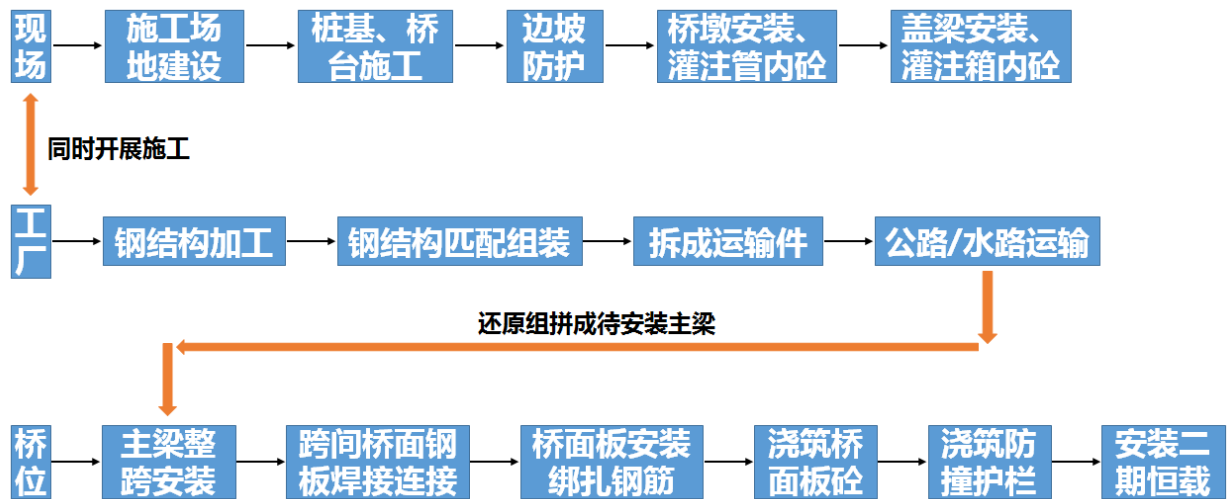 现
场
施工场
地建设
桩基、桥
台施工
边坡
防护
桥墩安装、
灌注管内砼
盖梁安装、
灌注箱内砼
同时开展施工
工
厂
钢结构加工
钢结构匹配组装
拆成运输件
公路/水路运输
还原组拼成待安装主梁
桥
位
主梁整
跨安装
跨间桥面钢
板焊接连接
桥面板安装
绑扎钢筋
浇筑桥
面板砼
浇筑防
撞护栏
安装二
期恒载